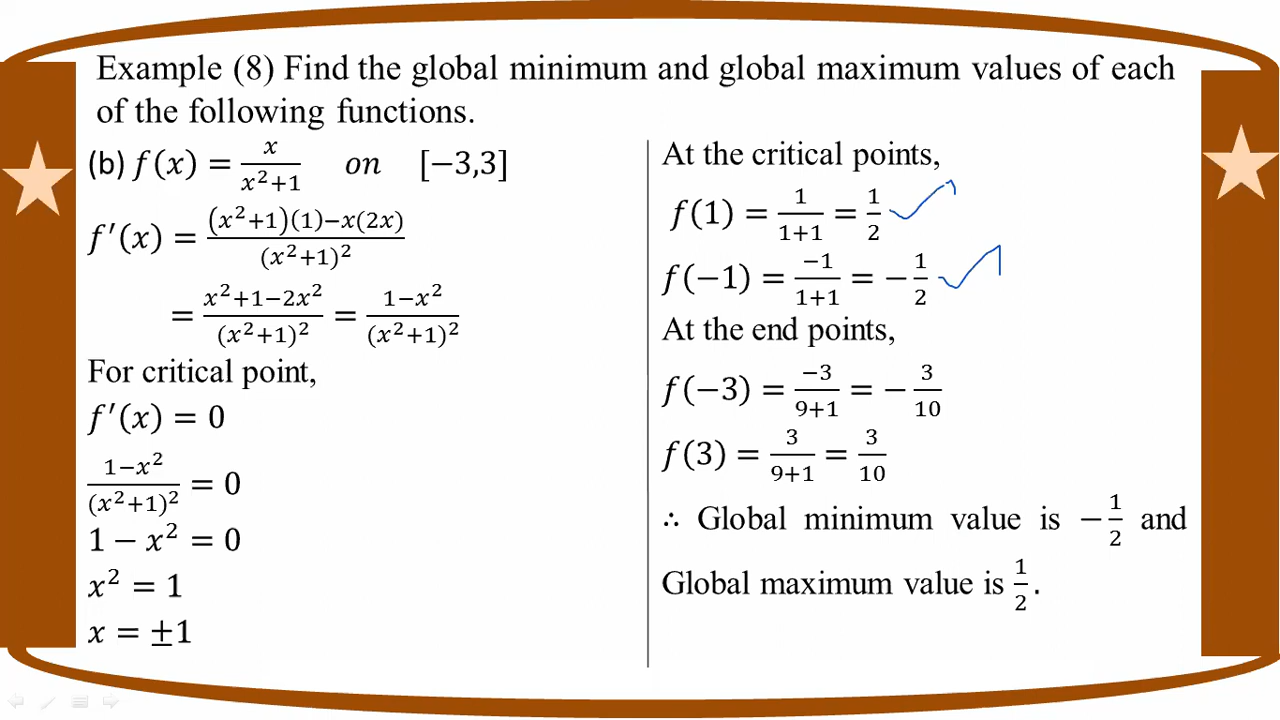 Example (8) Find the global minimum and global maximum values of each
of the following functions.
(b) f(x) = x/(x²+1) on [−3,3]
f′(x) = ((x²+1)(1)−x(2x))/(x²+1)²
= (x²+1−2x²)/(x²+1)² = (1−x²)/(x²+1)²
For critical point,
f′(x) = 0
(1−x²)/(x²+1)² = 0
1 − x² = 0
x² = 1
x = ±1
At the critical points,
f(1) = 1/(1+1) = 1/2
f(−1) = −1/(1+1) = −1/2
At the end points,
f(−3) = −3/(9+1) = −3/10
f(3) = 3/(9+1) = 3/10
∴ Global minimum value is −1/2 and
Global maximum value is 1/2.